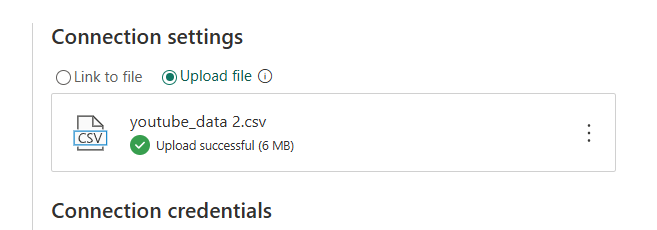 Connection settings
Link to file Upload file
CSV
youtube_data 2.csv
Upload successful (6 MB)
Connection credentials